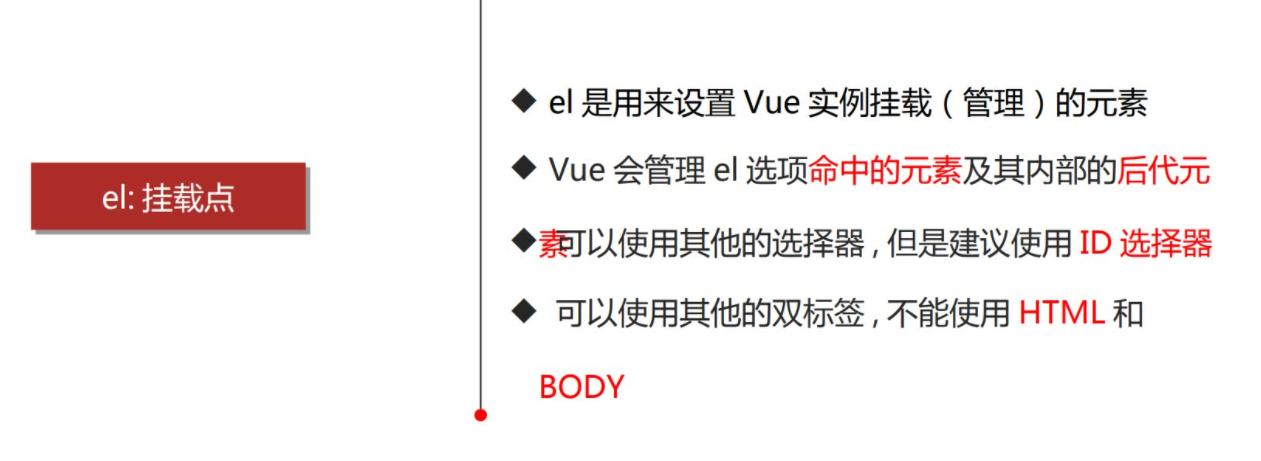 el: 挂载点
◆ el 是用来设置 Vue 实例挂载（管理）的元素
◆ Vue 会管理 el 选项命中的元素及其内部的后代元
素
◆ 可以使用其他的选择器,但是建议使用 ID 选择器
◆ 可以使用其他的双标签,不能使用 HTML 和
BODY